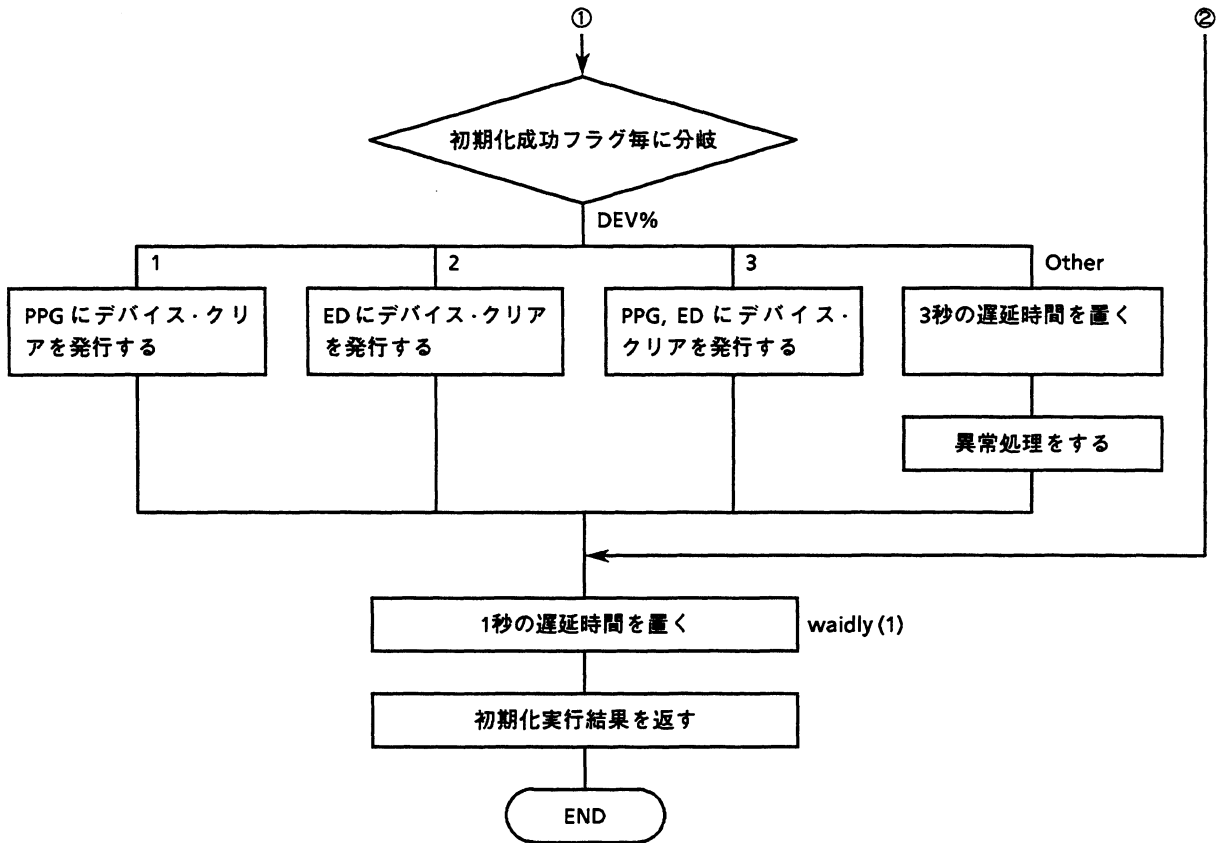 ① ②
初期化成功フラグ毎に分岐
DEV%
1 2 3 Other
PPG にデバイス・クリ
アを発行する
ED にデバイス・クリア
を発行する
PPG, ED にデバイス・
クリアを発行する
3秒の遅延時間を置く
異常処理をする
1秒の遅延時間を置く waidly (1)
初期化実行結果を返す
END